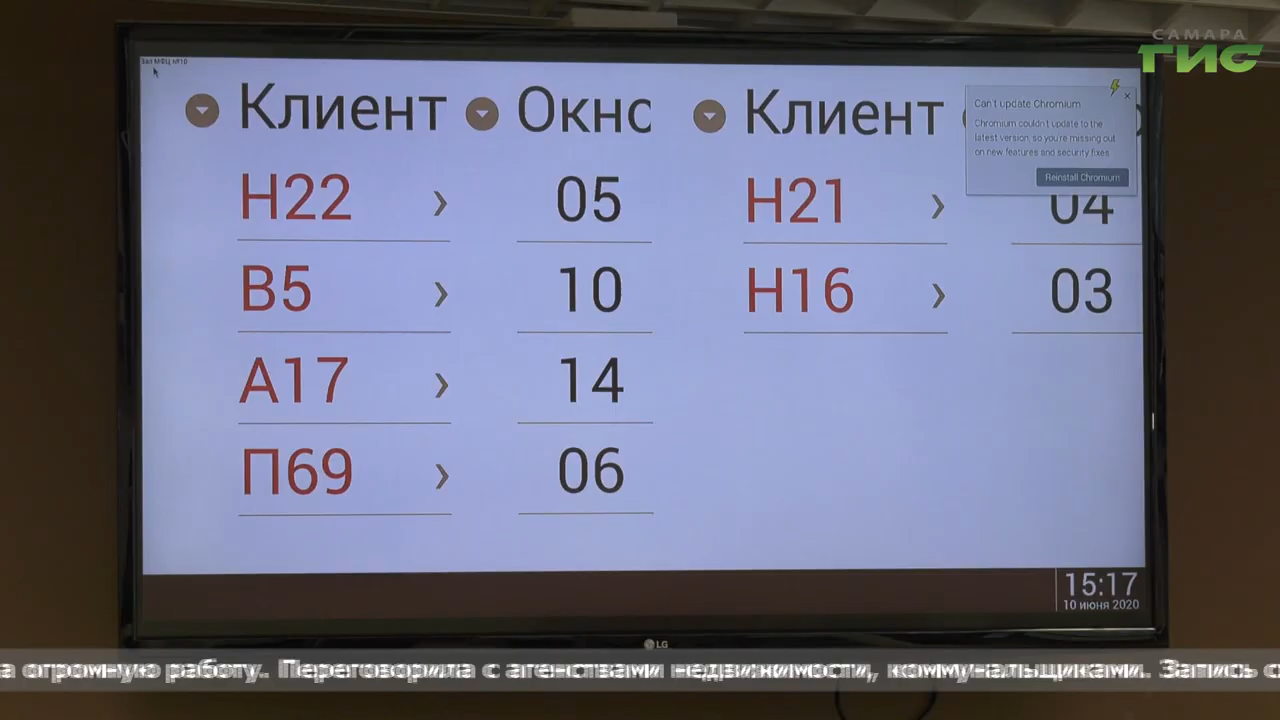 САМАРА
ГИС
Зал МФЦ №10
Клиент Окно Клиент
Can't update Chromium
Chromium couldn't update to the
latest version, so you're missing out
on new features and security fixes.
Reinstall Chromium
Н22 › 05 Н21 › 04
В5 › 10 Н16 › 03
А17 › 14
П69 › 06
15:17
10 июня 2020
LG
а огромную работу. Переговорила с агенствами недвижимости, коммунальщиками. Запись с